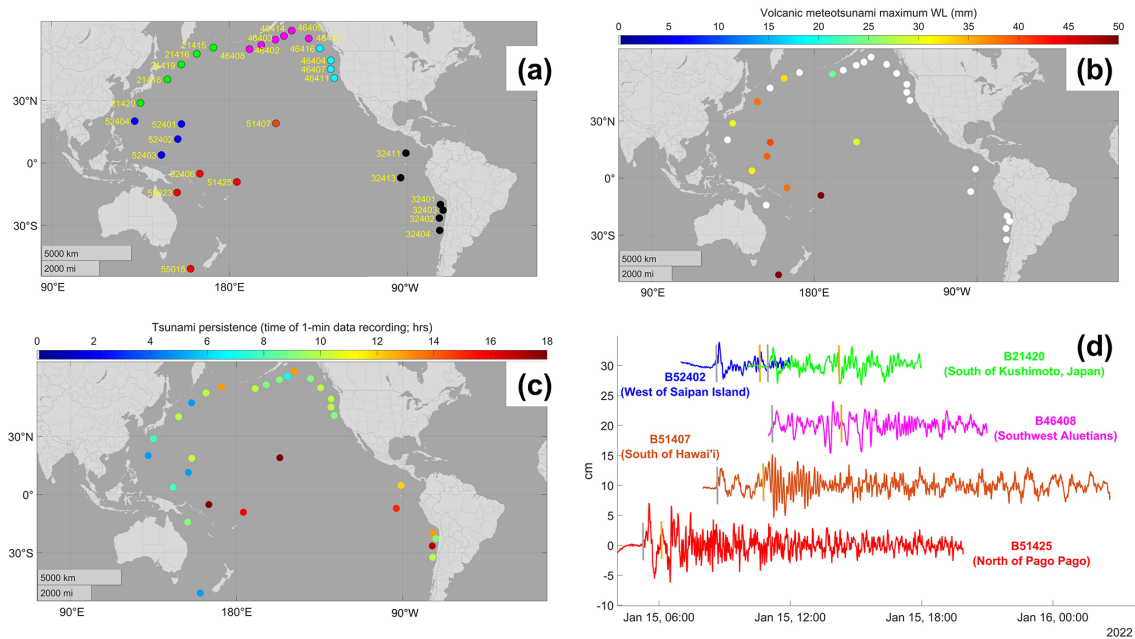 (a)
46414
46409
46403
46402
46408
46416
46404
46407
46411
21415
21416
21419
21418
21420
52404
52401
52402
52403
51407
52406
51425
32411
32413
32401
32403
32402
32404
55015
30°N
0°
30°S
5000 km
2000 mi
90°E
180°E
90°W
Volcanic meteotsunami maximum WL (mm)
0 5 10 15 20 25 30 35 40 45 50
(b)
30°N
0°
30°S
5000 km
2000 mi
90°E
180°E
90°W
Tsunami persistence (time of 1-min data recording; hrs)
0 2 4 6 8 10 12 14 16 18
(c)
30°N
0°
30°S
5000 km
2000 mi
90°E
180°E
90°W
(d)
B52402
(West of Saipan Island)
B21420
(South of Kushimoto, Japan)
B46408
(Southwest Aluetians)
B51407
(South of Hawai'i)
B51425
(North of Pago Pago)
cm
30
25
20
15
10
5
0
-5
-10
Jan 15, 06:00
Jan 15, 12:00
Jan 15, 18:00
Jan 16, 00:00
2022